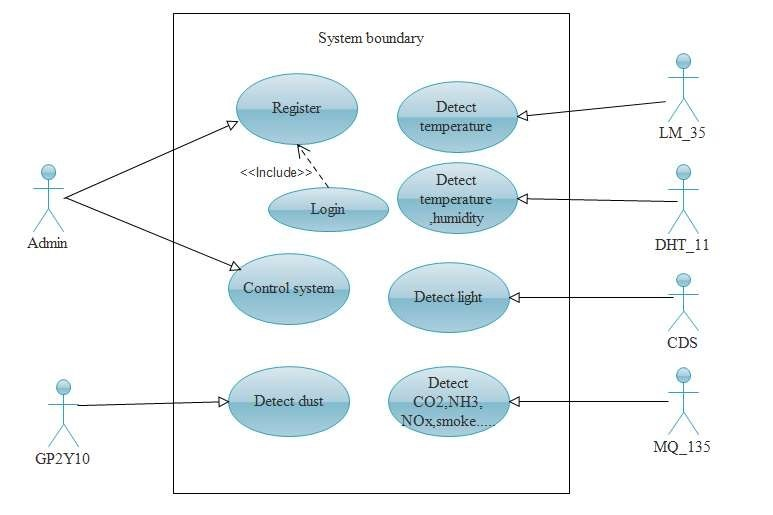 System boundary
Register
Detect
temperature
LM_35
<<Include>>
Login
Detect
temperature
,humidity
Admin
DHT_11
Control system
Detect light
CDS
Detect dust
Detect
CO2,NH3,
NOx,smoke.....
GP2Y10
MQ_135